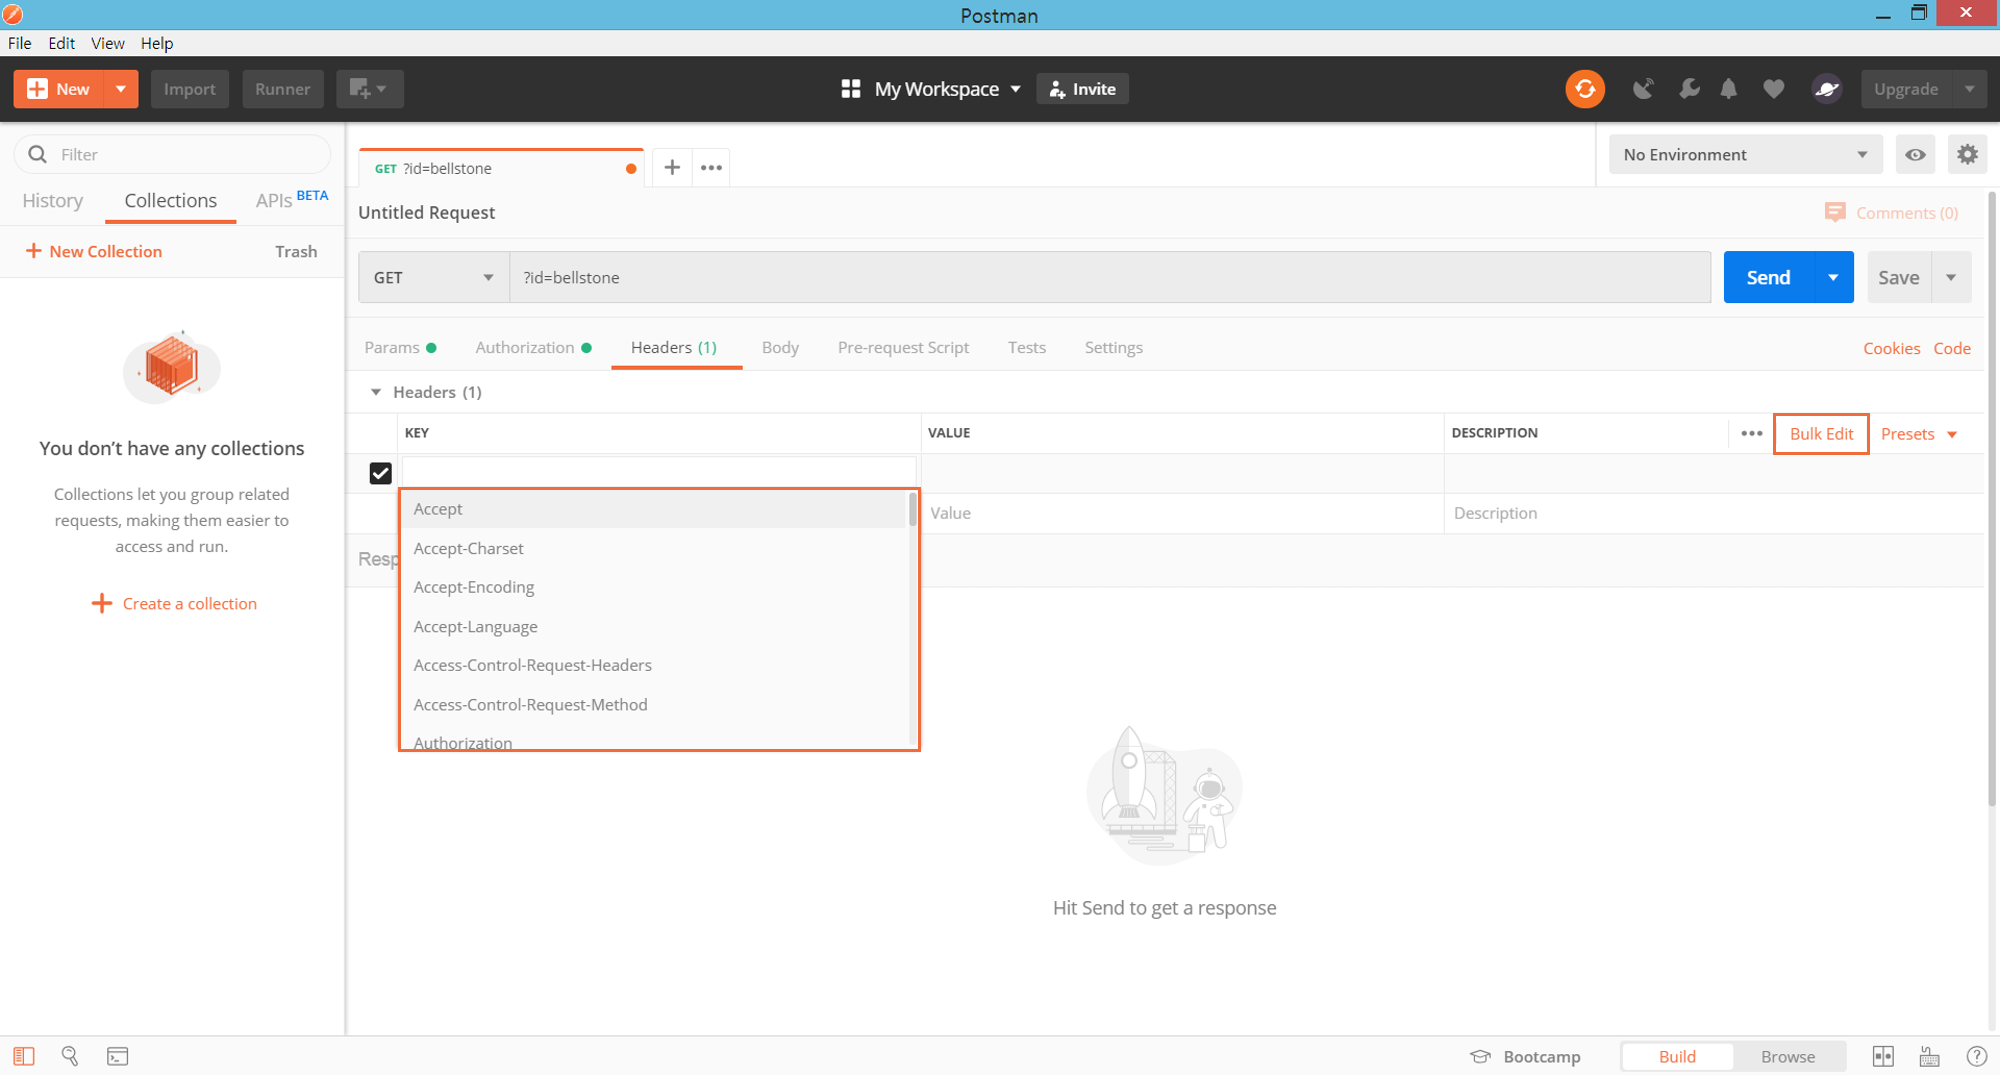 Postman
File Edit View Help
New Import Runner My Workspace Invite Upgrade
Filter
GET ?id=bellstone
No Environment
History Collections APIs BETA
Untitled Request
Comments (0)
New Collection Trash
GET ?id=bellstone Send Save
Params Authorization Headers (1) Body Pre-request Script Tests Settings Cookies Code
Headers (1)
KEY VALUE DESCRIPTION Bulk Edit Presets
You don’t have any collections
Collections let you group related
requests, making them easier to
access and run.
Create a collection
Accept
Value Description
Accept-Charset
Resp
Accept-Encoding
Accept-Language
Access-Control-Request-Headers
Access-Control-Request-Method
Authorization
Hit Send to get a response
Bootcamp Build Browse